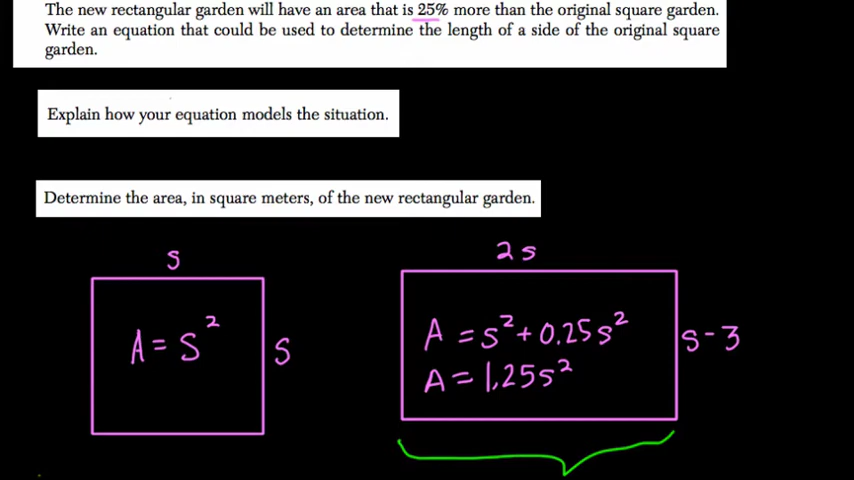 The new rectangular garden will have an area that is 25% more than the original square garden.
Write an equation that could be used to determine the length of a side of the original square
garden.
Explain how your equation models the situation.
Determine the area, in square meters, of the new rectangular garden.
s
A = s²
s
2s
A = s² + 0.25s²
A = 1.25s²
s - 3